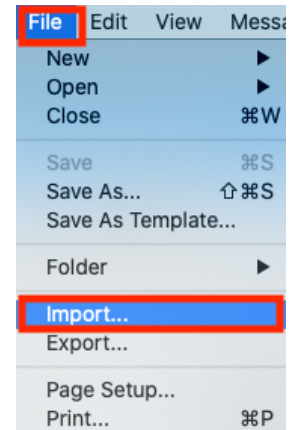 File Edit View Messa
New ▶
Open ▶
Close ⌘W
Save ⌘S
Save As... ⇧⌘S
Save As Template...
Folder ▶
Import...
Export...
Page Setup...
Print... ⌘P